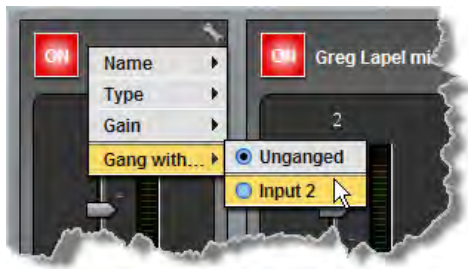 ON
ON
Greg Lapel mi
Name
Type
2
Gain
Gang with...
Unganged
Input 2